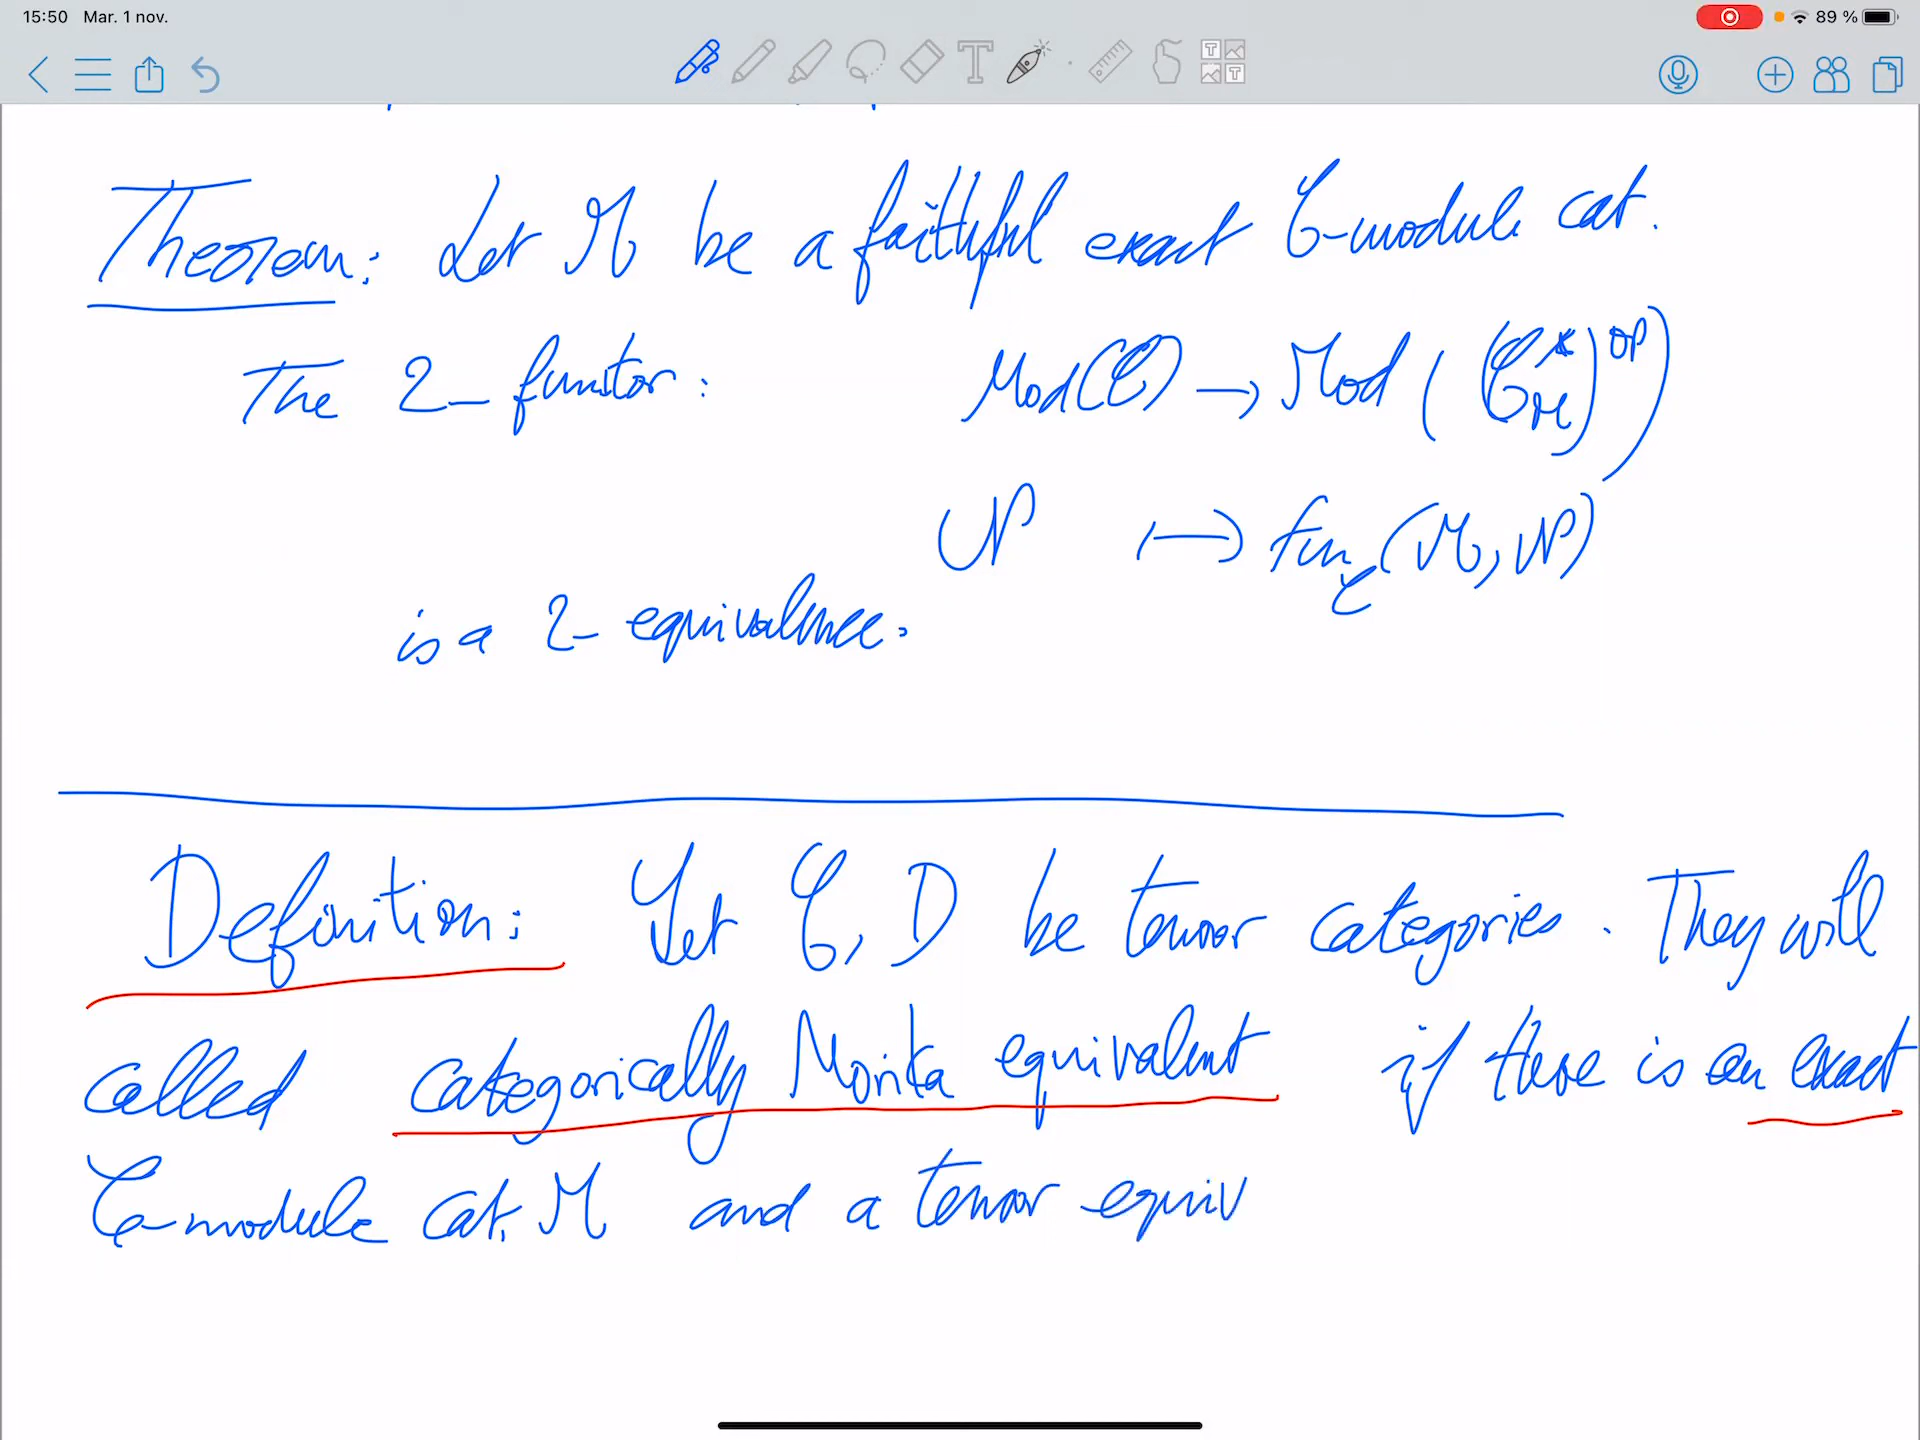 15:50 Mar. 1 nov. 89 %
Theorem: Let M be a faithful exact C-module cat.
The 2-functor: Mod(C) → Mod ((C*_M)^op)
N ↦ Fun_C (M, N)
is a 2-equivalence.
Definition: Let C, D be tensor categories. They will
called categorically Morita equivalent if there is an exact
C-module cat. M and a tensor equiv